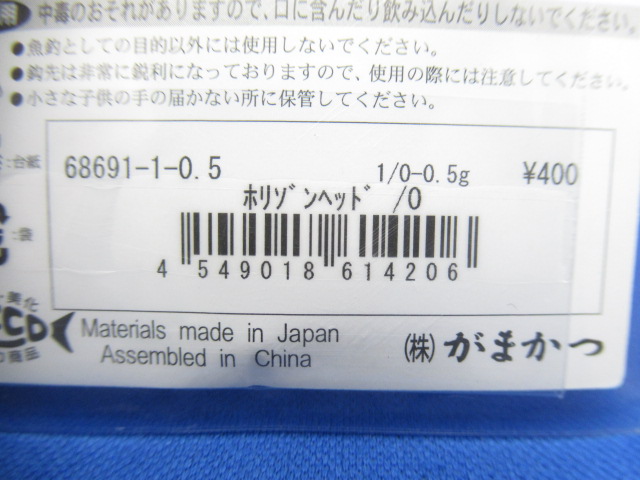 中毒のおそれがありますので、口に含んだり飲み込んだりしないでください。
●魚釣としての目的以外には使用しないでください。
●鈎先は非常に鋭利になっておりますので、使用の際には注意してください。
●小さな子供の手の届かない所に保管してください。
:台紙
68691-1-0.5 1/0-0.5g ¥400
ホリゾンヘッド /0
4 549018 614206
:袋
美化
Materials made in Japan
Assembled in China
(株)がまかつ
商品